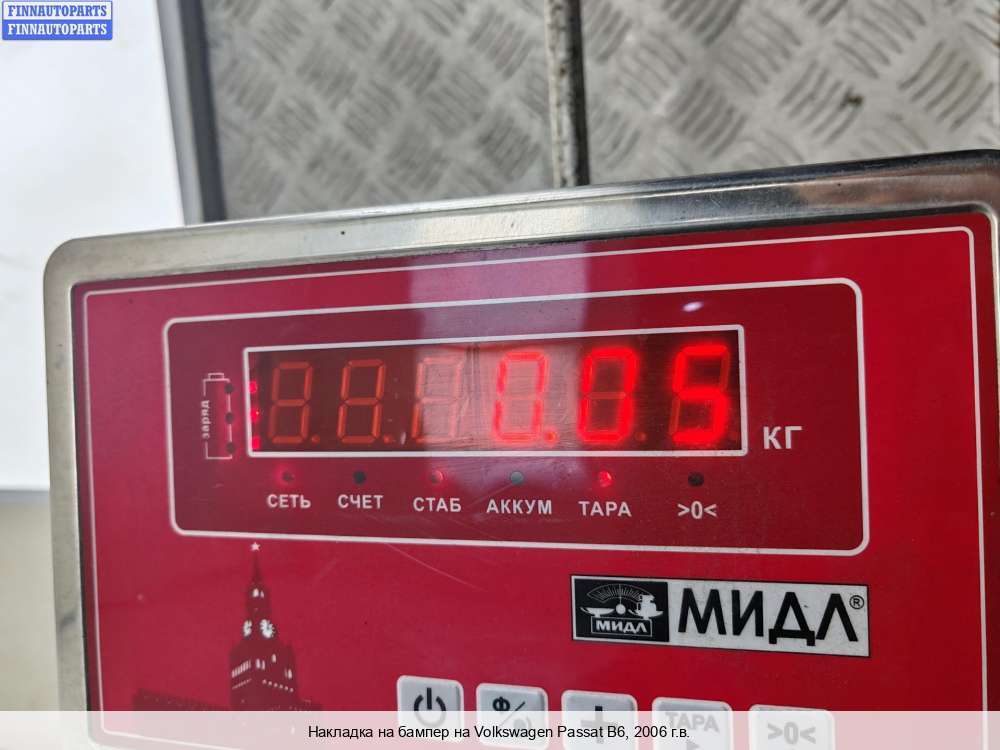 FINNAUTOPARTS
FINNAUTOPARTS
заряд
0.05
КГ
СЕТЬ СЧЕТ СТАБ АККУМ ТАРА >0<
МИДЛ МИДЛ®
Ф/
+
ТАРА >0<
Накладка на бампер на Volkswagen Passat B6, 2006 г.в.